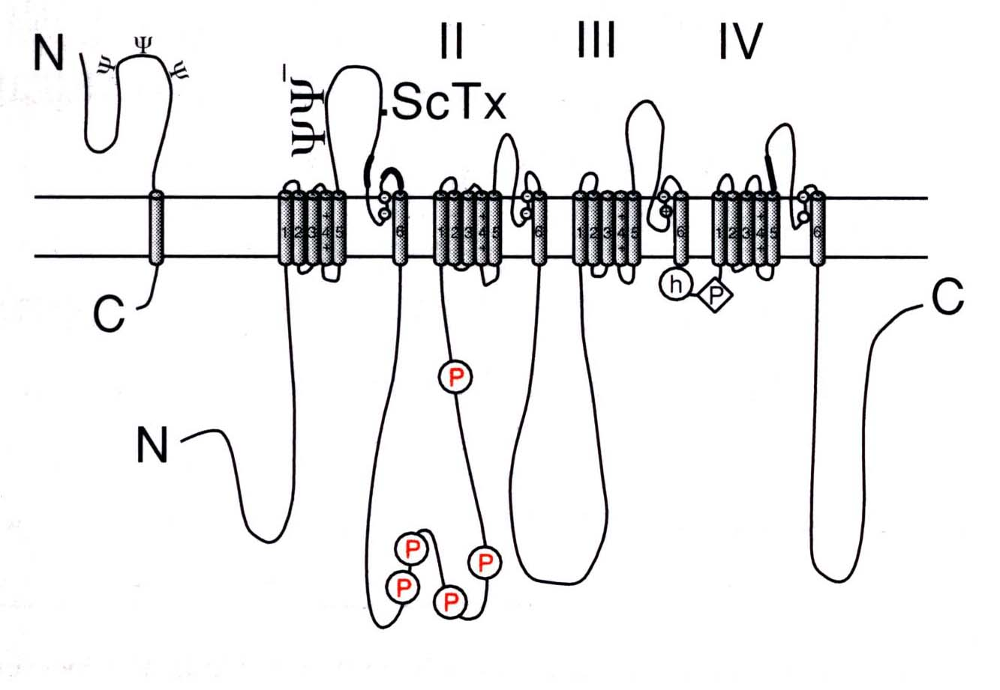 N Ψ Ψ Ψ
II III IV
I
Ψ Ψ
ScTx
1 2 3 4 5 6 1 2 3 4 5 6 1 2 3 4 5 6 1 2 3 4 5 6
+ + + +
− − − − − + −
+ + + +
C
h P
C
P
N
P
P
P
P